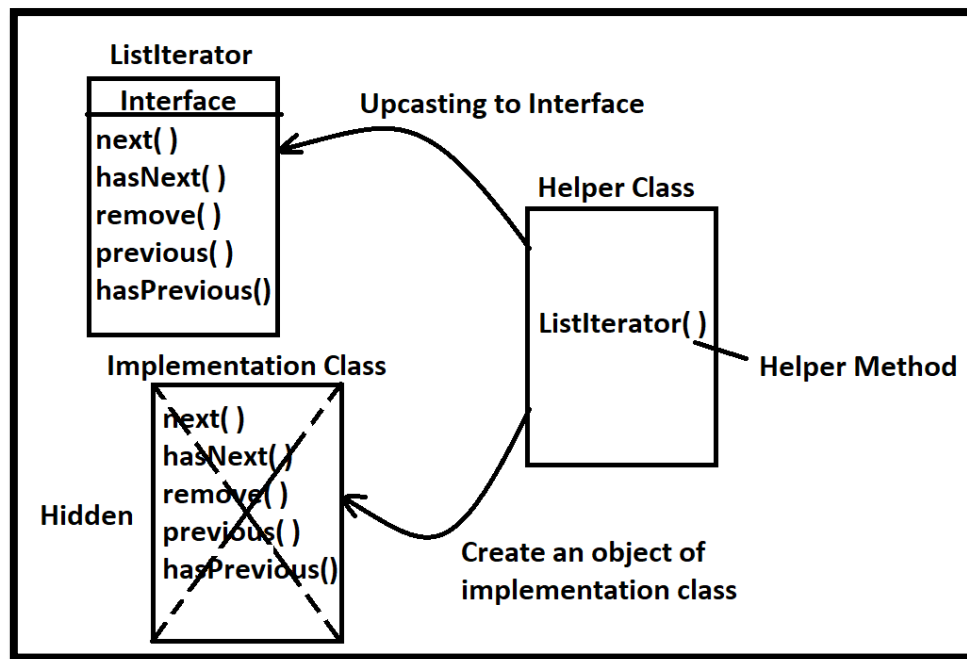 ListIterator
Interface
next( )
hasNext( )
remove( )
previous( )
hasPrevious()
Upcasting to Interface
Helper Class
ListIterator( )
Helper Method
Implementation Class
next( )
hasNext( )
remove( )
previous( )
hasPrevious()
Hidden
Create an object of
implementation class